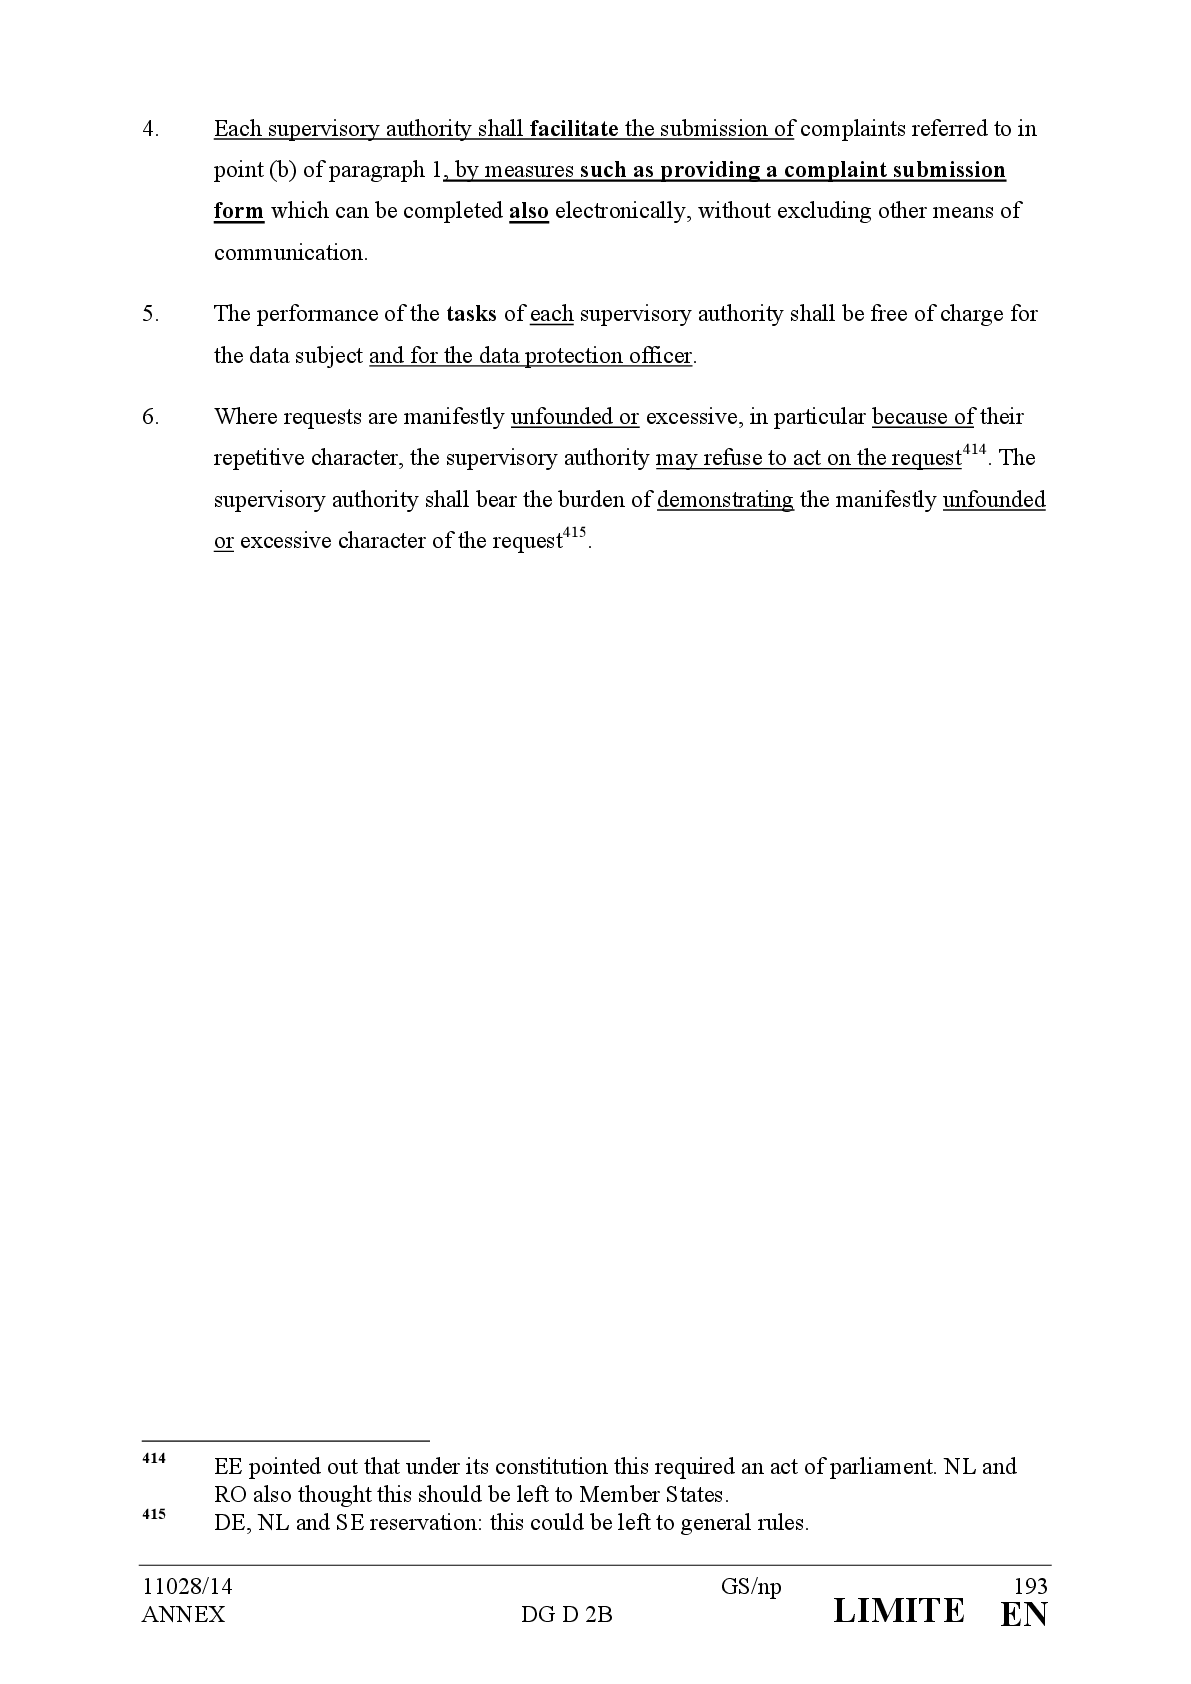 4. Each supervisory authority shall facilitate the submission of complaints referred to in
point (b) of paragraph 1, by measures such as providing a complaint submission
form which can be completed also electronically, without excluding other means of
communication.
5. The performance of the tasks of each supervisory authority shall be free of charge for
the data subject and for the data protection officer.
6. Where requests are manifestly unfounded or excessive, in particular because of their
repetitive character, the supervisory authority may refuse to act on the request414. The
supervisory authority shall bear the burden of demonstrating the manifestly unfounded
or excessive character of the request415.
414 EE pointed out that under its constitution this required an act of parliament. NL and
RO also thought this should be left to Member States.
415 DE, NL and SE reservation: this could be left to general rules.
11028/14 GS/np 193
ANNEX DG D 2B LIMITE EN